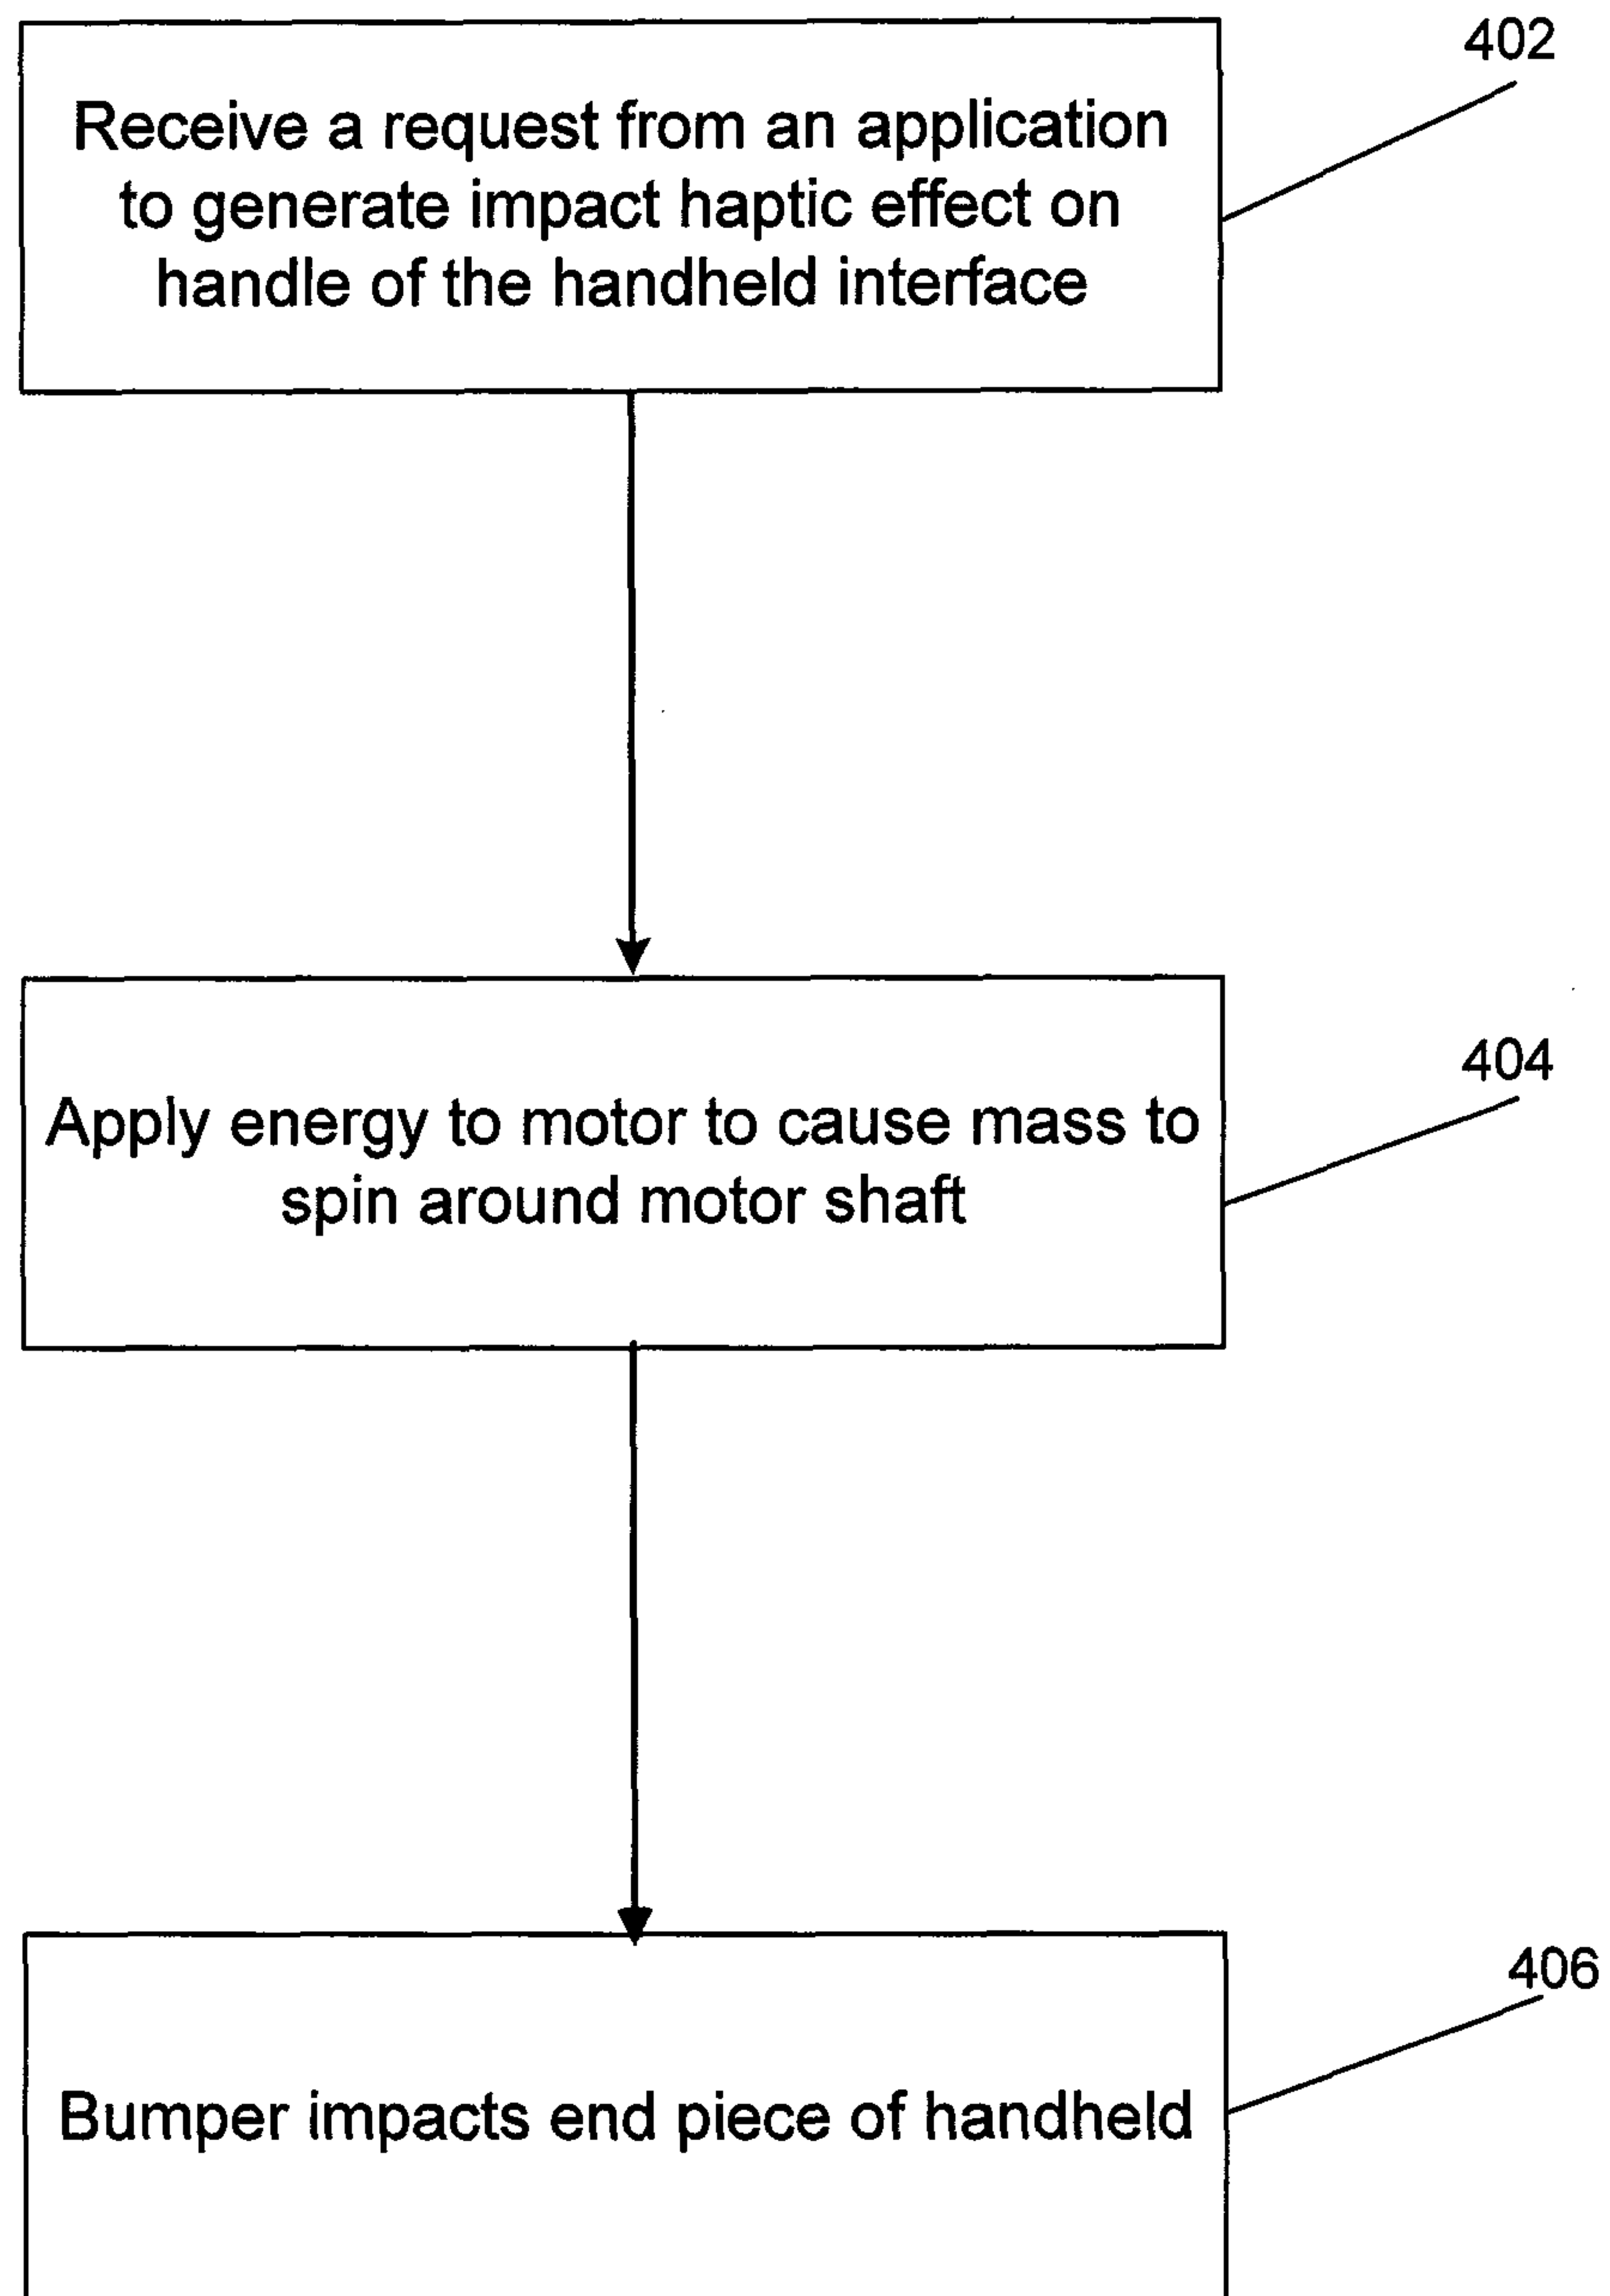 402
Receive a request from an application
to generate impact haptic effect on
handle of the handheld interface
404
Apply energy to motor to cause mass to
spin around motor shaft
406
Bumper impacts end piece of handheld